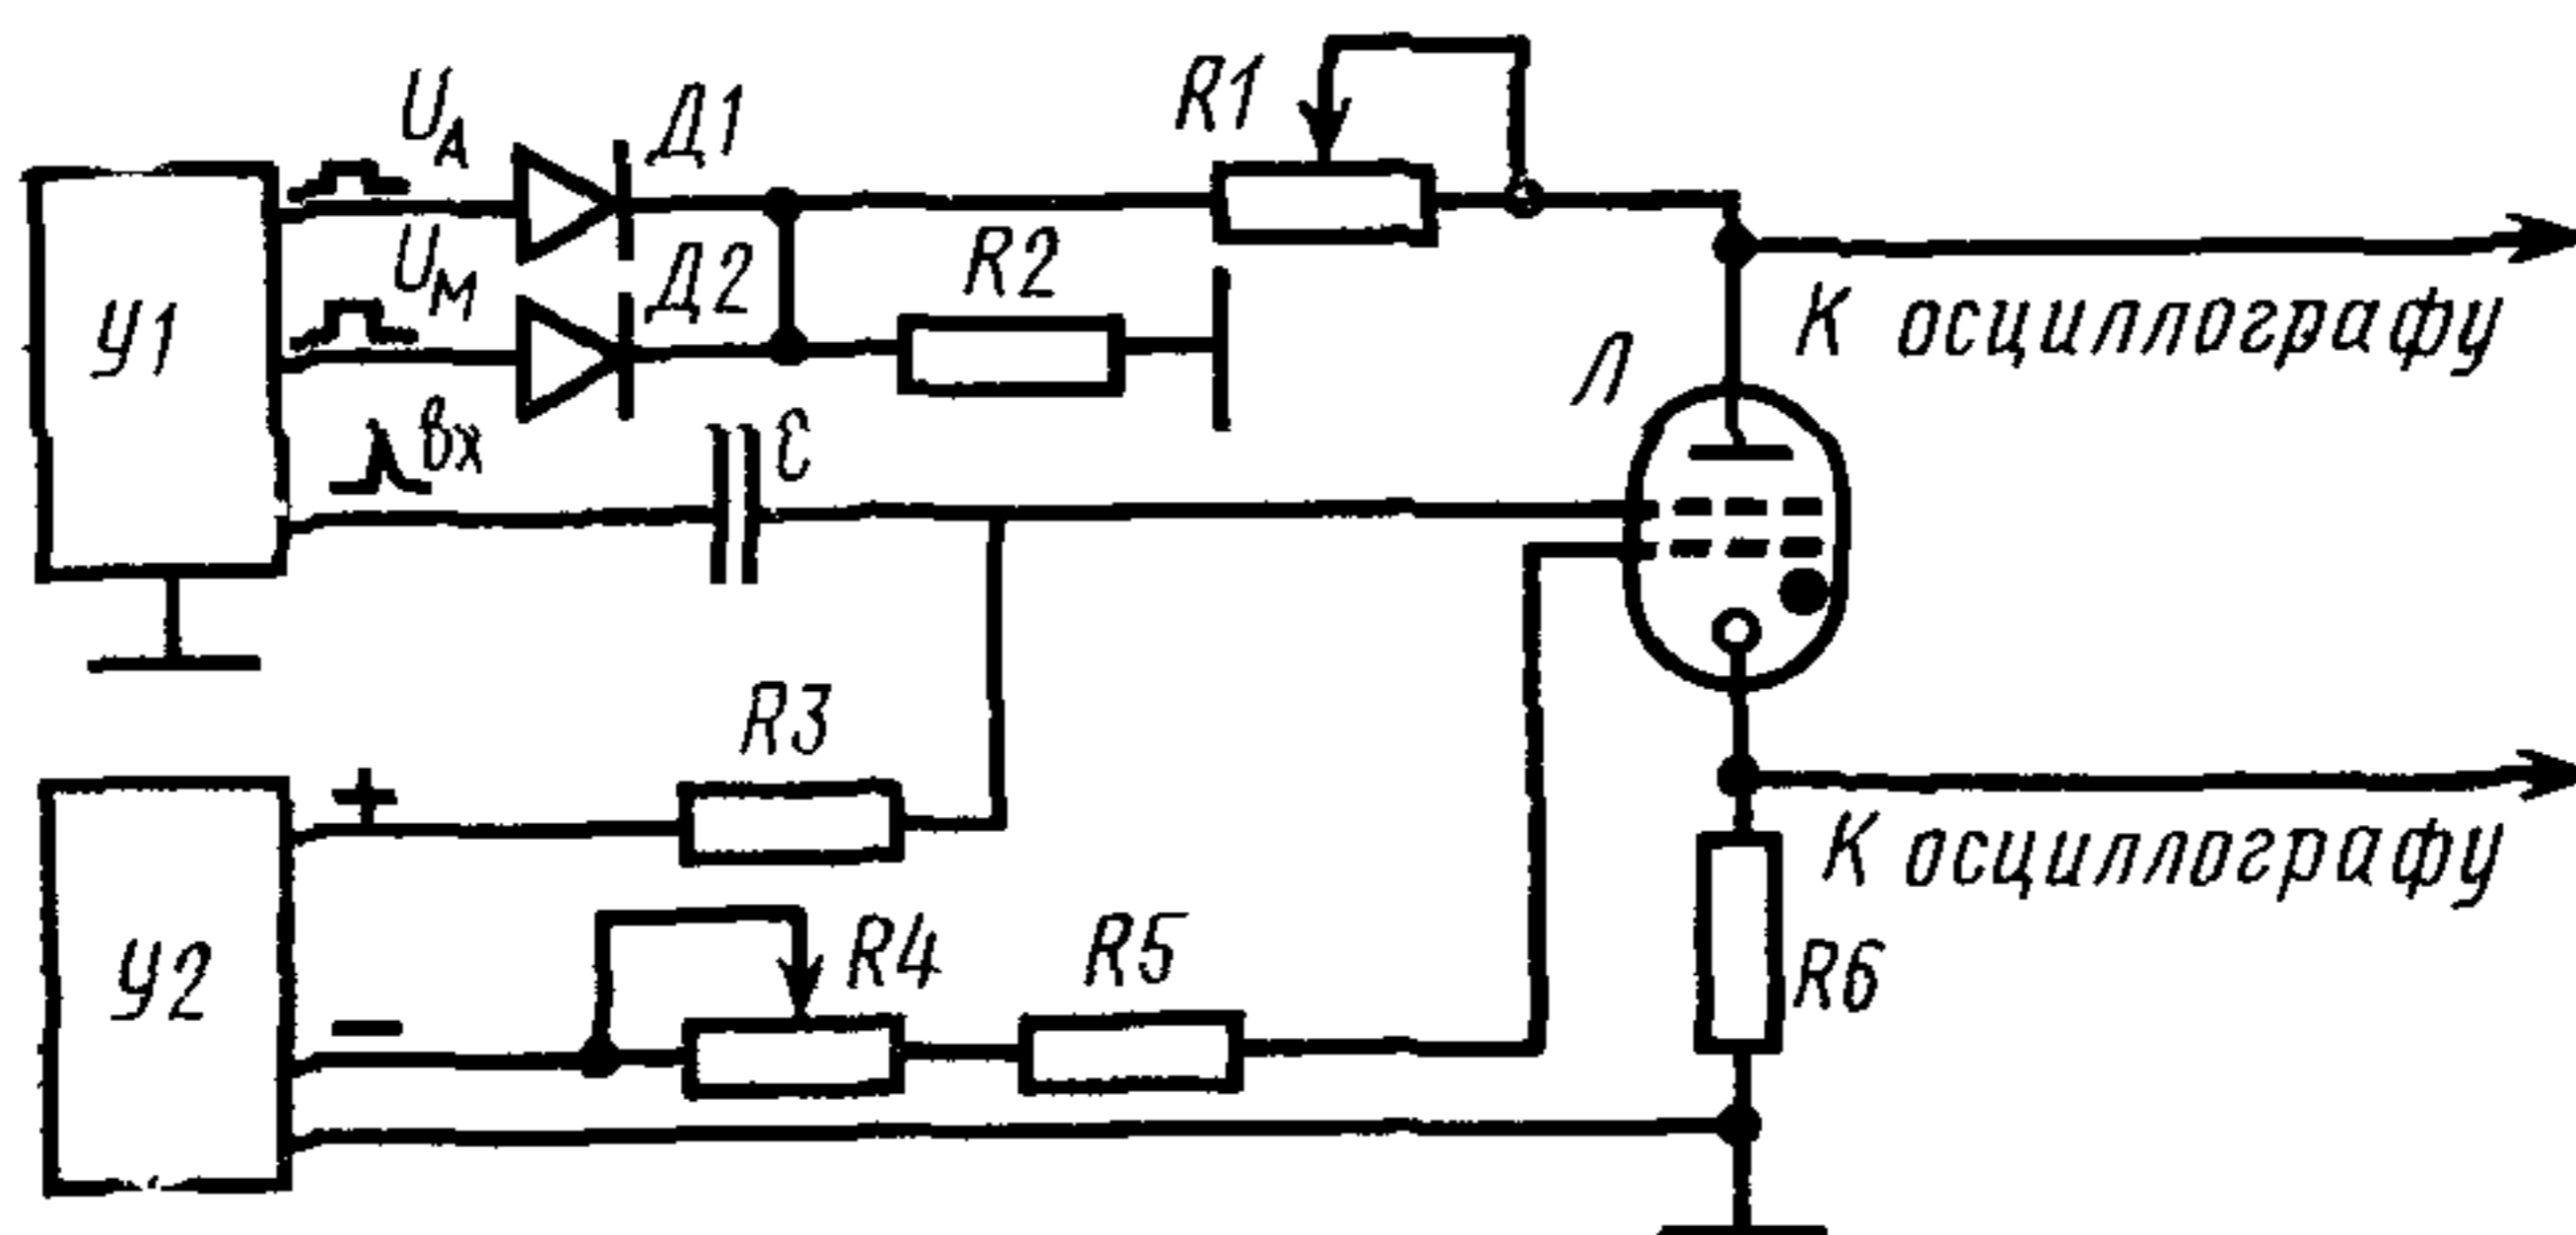 U_A
Д1
R1
У1
U_M
Д2
R2
К осциллографу
Л
вх
C
R3
+
У2
R4
R5
К осциллографу
−
R6